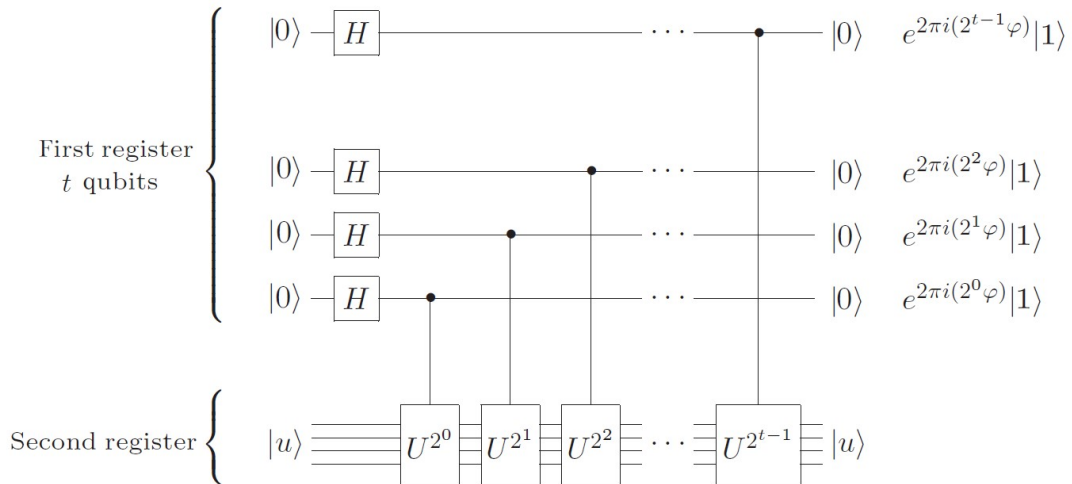 |0⟩ H · · · |0⟩ e^{2πi(2^{t−1}φ)}|1⟩
First register
t qubits
|0⟩ H · · · |0⟩ e^{2πi(2^2φ)}|1⟩
|0⟩ H · · · |0⟩ e^{2πi(2^1φ)}|1⟩
|0⟩ H · · · |0⟩ e^{2πi(2^0φ)}|1⟩
Second register |u⟩ U^{2^0} U^{2^1} U^{2^2} · · · U^{2^{t−1}} |u⟩